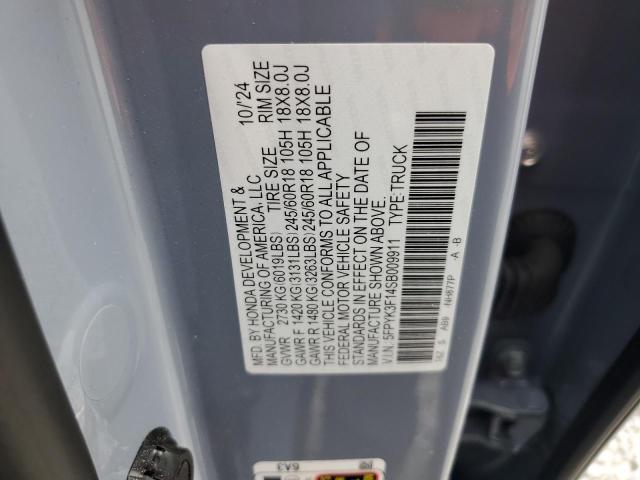 MFD. BY HONDA DEVELOPMENT & 10/'24
MANUFACTURING OF AMERICA, LLC
TIRE SIZE RIM SIZE
GVWR 2730 KG(6019LBS)
GAWR F 1420 KG(3131LBS) 245/60R18 105H 18X8.0J
GAWR R 1480 KG(3263LBS) 245/60R18 105H 18X8.0J
THIS VEHICLE CONFORMS TO ALL APPLICABLE
FEDERAL MOTOR VEHICLE SAFETY
STANDARDS IN EFFECT ON THE DATE OF
MANUFACTURE SHOWN ABOVE.
V.I.N. 5FPYK3F14SB009911 TYPE: TRUCK
S AB9 NH877P -A -B
6V3